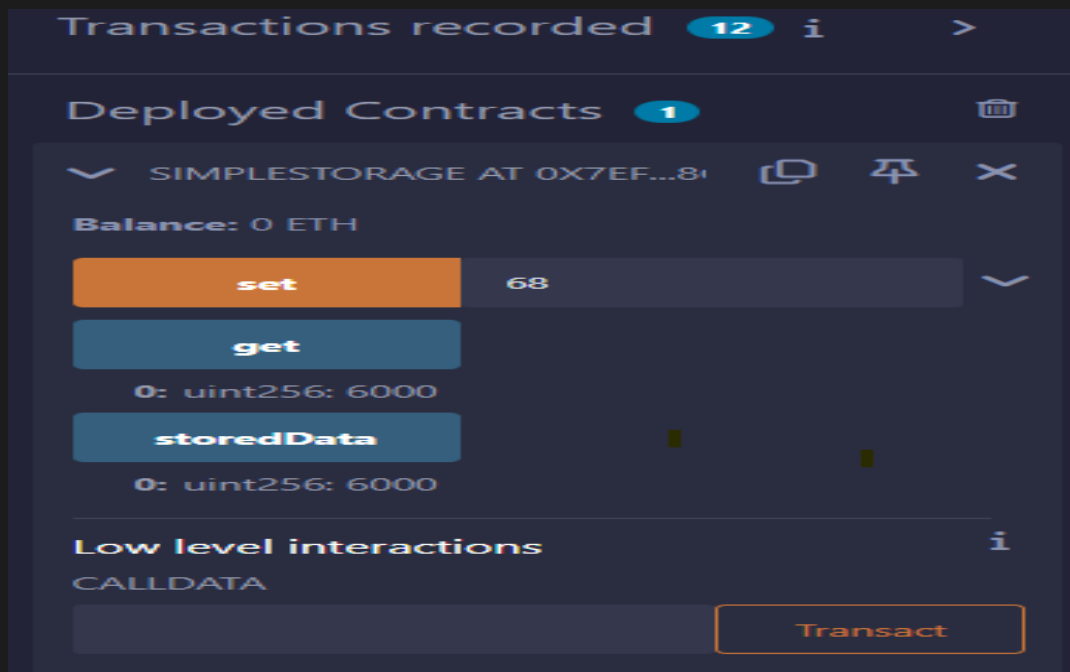 Transactions recorded 12 i >
Deployed Contracts 1
SIMPLESTORAGE AT 0X7EF...8
Balance: 0 ETH
set 68
get
0: uint256: 6000
storedData
0: uint256: 6000
Low level interactions i
CALLDATA
Transact